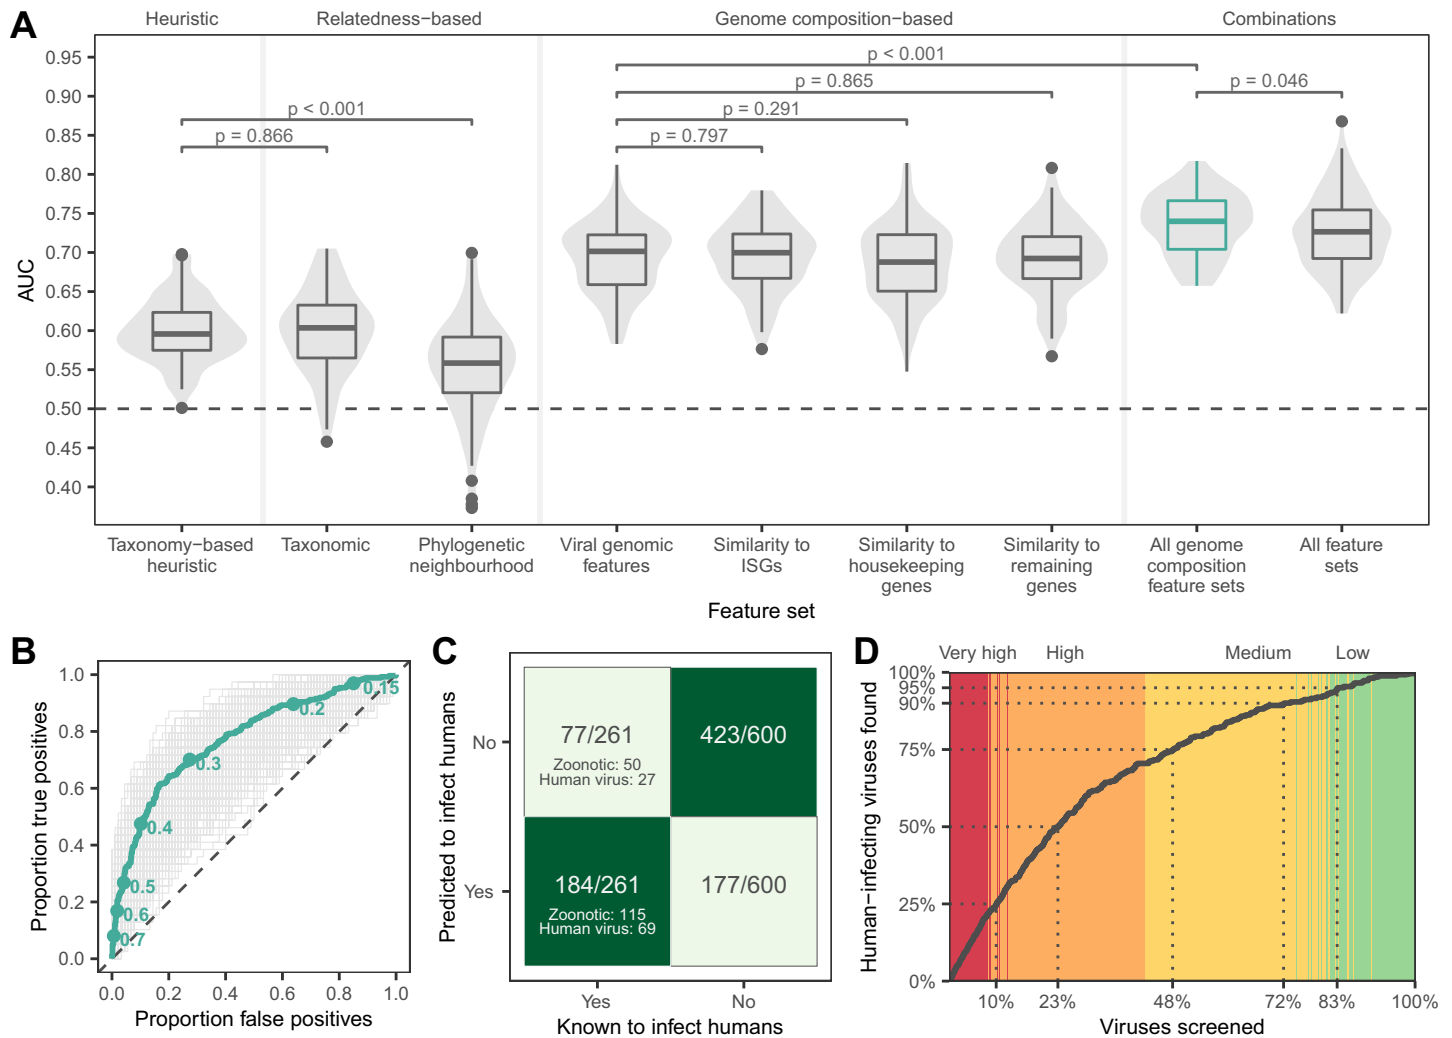 A
Heuristic
Relatedness−based
Genome composition−based
Combinations
AUC
0.95
0.90
0.85
0.80
0.75
0.70
0.65
0.60
0.55
0.50
0.45
0.40
p < 0.001
p = 0.866
p < 0.001
p = 0.865
p = 0.291
p = 0.797
p = 0.046
Taxonomy−based
heuristic
Taxonomic
Phylogenetic
neighbourhood
Viral genomic
features
Similarity to
ISGs
Similarity to
housekeeping
genes
Similarity to
remaining
genes
All genome
composition
feature sets
All feature
sets
Feature set
B
Proportion true positives
1.0
0.8
0.6
0.4
0.2
0.0
0.15
0.2
0.3
0.4
0.5
0.6
0.7
0.0
0.2
0.4
0.6
0.8
1.0
Proportion false positives
C
Predicted to infect humans
No
Yes
77/261
Zoonotic: 50
Human virus: 27
423/600
184/261
Zoonotic: 115
Human virus: 69
177/600
Yes
No
Known to infect humans
D
Very high
High
Medium
Low
Human−infecting viruses found
100%
95%
90%
75%
50%
25%
0%
10%
23%
48%
72%
83%
100%
Viruses screened